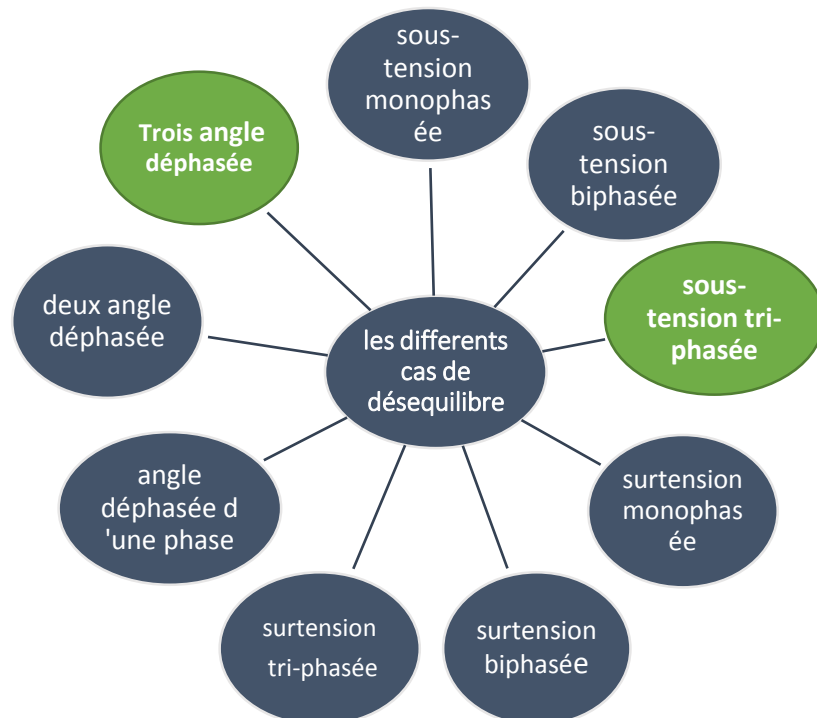 sous-
tension
monophas
ée
sous-
tension
biphasée
sous-
tension tri-
phasée
surtension
monophas
ée
surtension
biphasée
surtension
tri-phasée
angle
déphasée d
'une phase
deux angle
déphasée
Trois angle
déphasée
les differents
cas de
désequilibre